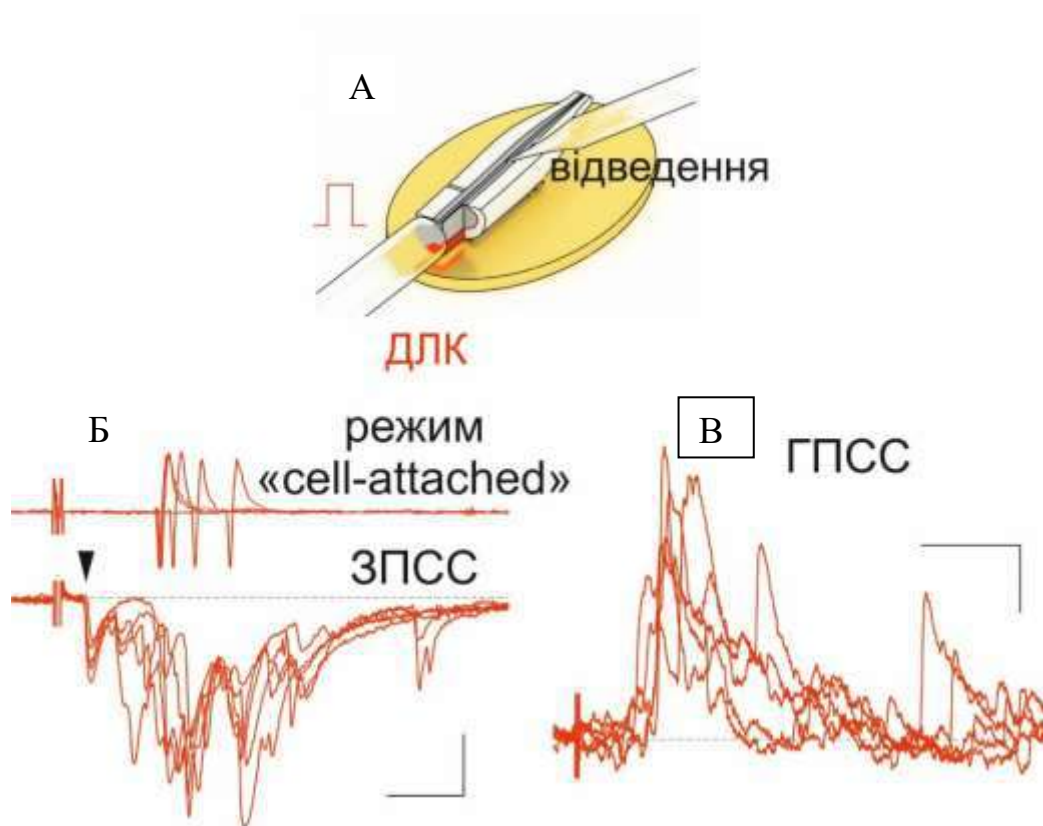 А
відведення
ДЛК
Б
режим
«cell-attached»
ЗПСС
В
ГПСС